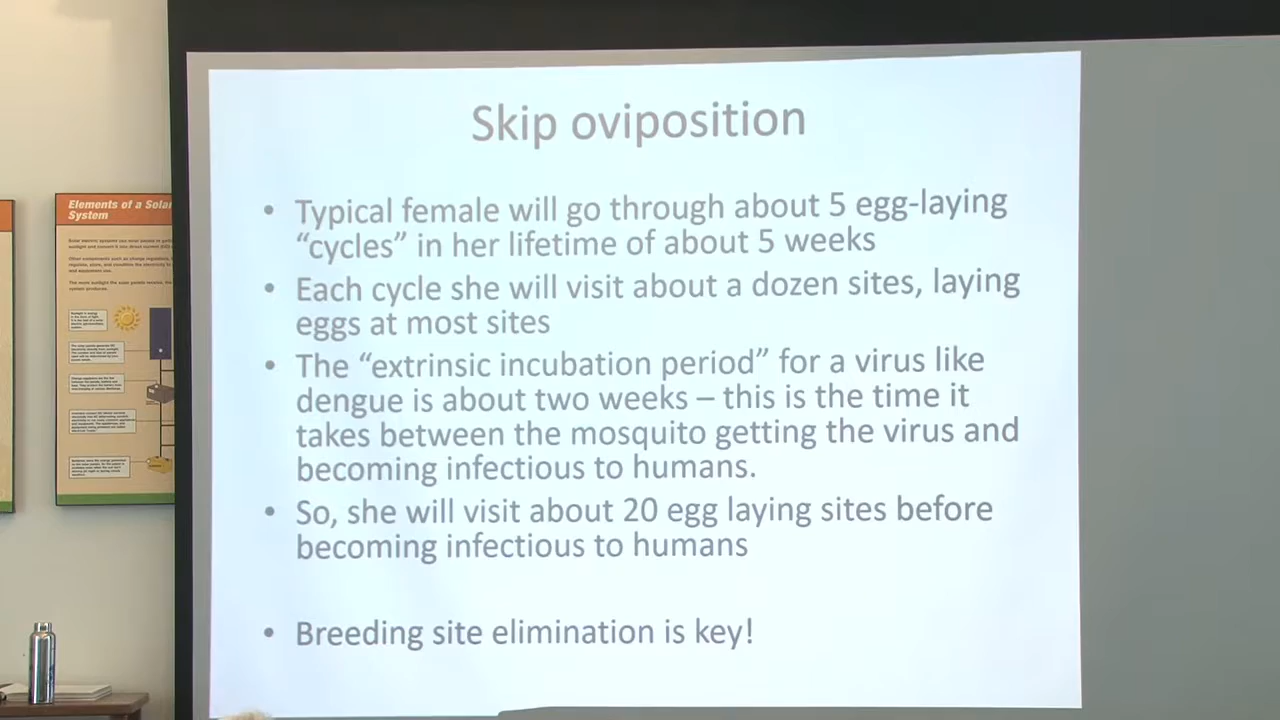 Skip oviposition
• Typical female will go through about 5 egg-laying
“cycles” in her lifetime of about 5 weeks
• Each cycle she will visit about a dozen sites, laying
eggs at most sites
• The “extrinsic incubation period” for a virus like
dengue is about two weeks – this is the time it
takes between the mosquito getting the virus and
becoming infectious to humans.
• So, she will visit about 20 egg laying sites before
becoming infectious to humans
• Breeding site elimination is key!
Elements of a Solar
System